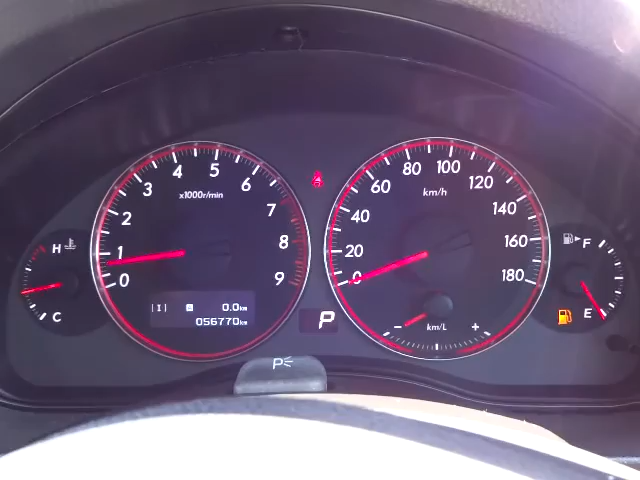 0 1 2 3 4 5 6 7 8 9
x1000r/min
[I] 0.0km
056770km
H
C
P
0 20 40 60 80 100 120 140 160 180
km/h
- km/L +
F
E
P